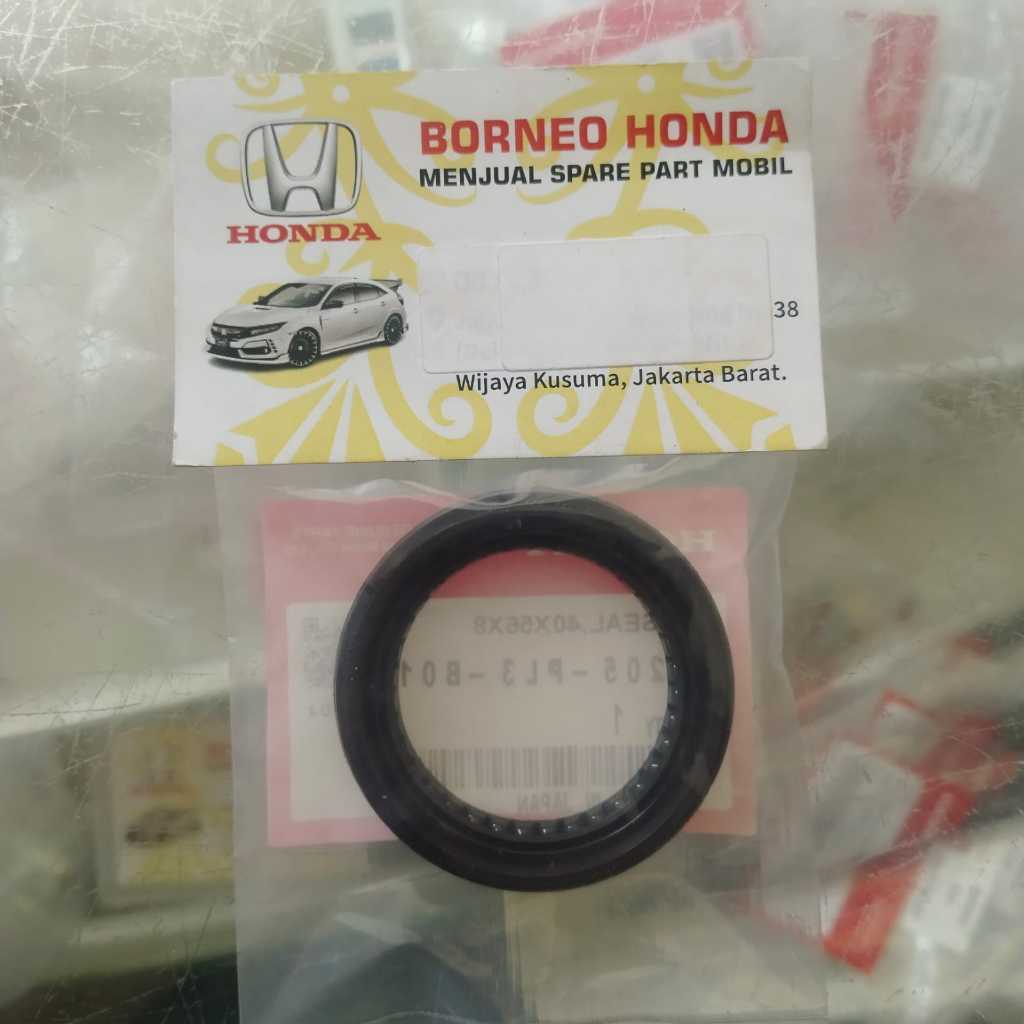 BORNEO HONDA
MENJUAL SPARE PART MOBIL
HONDA
38
Wijaya Kusuma, Jakarta Barat.
SEAL,40X56X8
205-PL3-B01
1
JAPAN